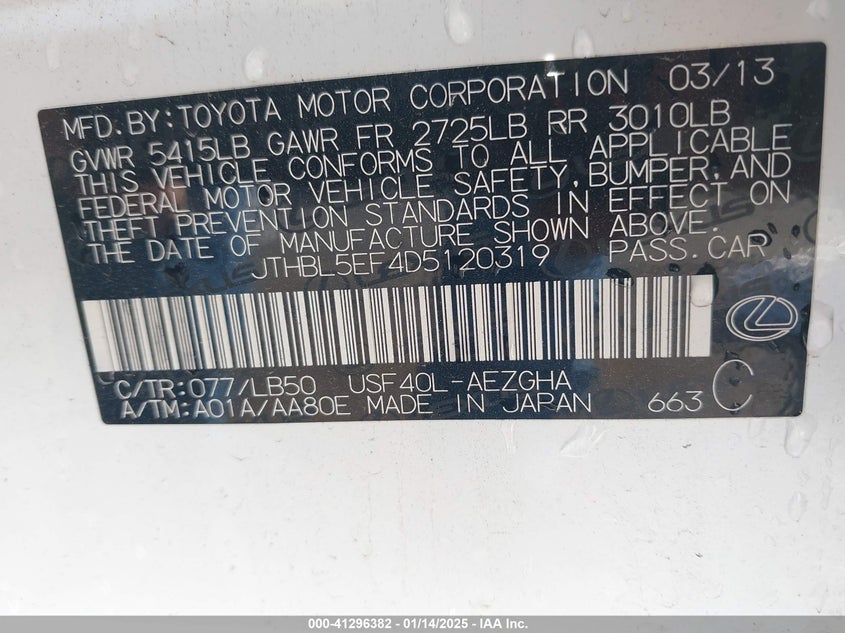 MFD.BY:TOYOTA MOTOR CORPORATION 03/13
GVWR 5415LB GAWR FR 2725LB RR 3010LB
THIS VEHICLE CONFORMS TO ALL APPLICABLE
FEDERAL MOTOR VEHICLE SAFETY,BUMPER,AND
THEFT PREVENTION STANDARDS IN EFFECT ON
THE DATE OF MANUFACTURE SHOWN ABOVE.
JTHBL5EF4D5120319 PASS.CAR
C/TR:077/LB50 USF40L-AEZGHA
A/TM:A01A/AA80E MADE IN JAPAN 663 C
000-41296382 - 01/14/2025 - IAA Inc.